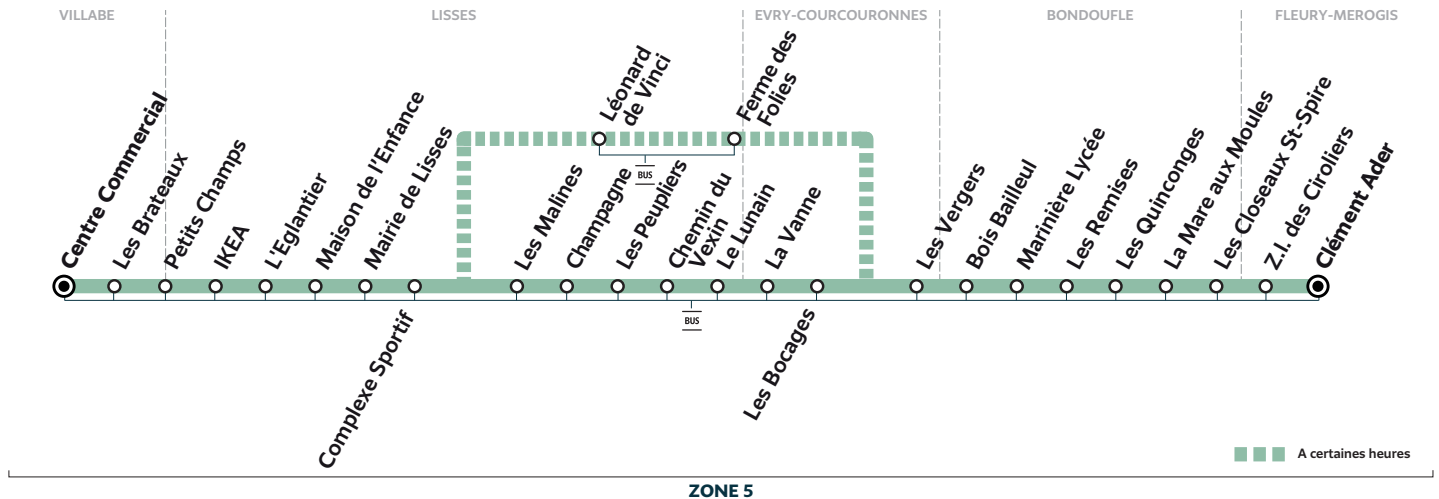 VILLABE
LISSES
EVRY-COURCOURONNES
BONDOUFLE
FLEURY-MEROGIS
Centre Commercial
Les Brateaux
Petits Champs
IKEA
L'Eglantier
Maison de l'Enfance
Mairie de Lisses
Complexe Sportif
Léonard
de Vinci
Ferme des
Folies
BUS
Les Malines
Champagne
Les Peupliers
Chemin du
Vexin
Le Lunain
La Vanne
Les Bocages
BUS
Les Vergers
Bois Bailleul
Marinière Lycée
Les Remises
Les Quinconges
La Mare aux Moules
Les Closeaux St-Spire
Z.I. des Ciroliers
Clément Ader
A certaines heures
ZONE 5